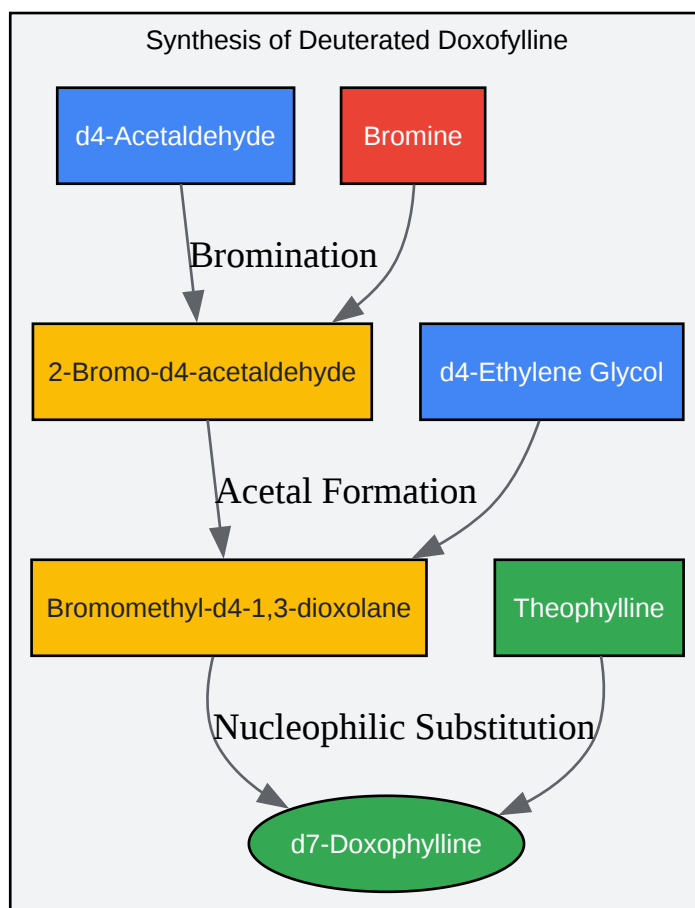 Synthesis of Deuterated Doxofylline
d4-Acetaldehyde
Bromine
Bromination
2-Bromo-d4-acetaldehyde
d4-Ethylene Glycol
Acetal Formation
Bromomethyl-d4-1,3-dioxolane
Theophylline
Nucleophilic Substitution
d7-Doxophylline